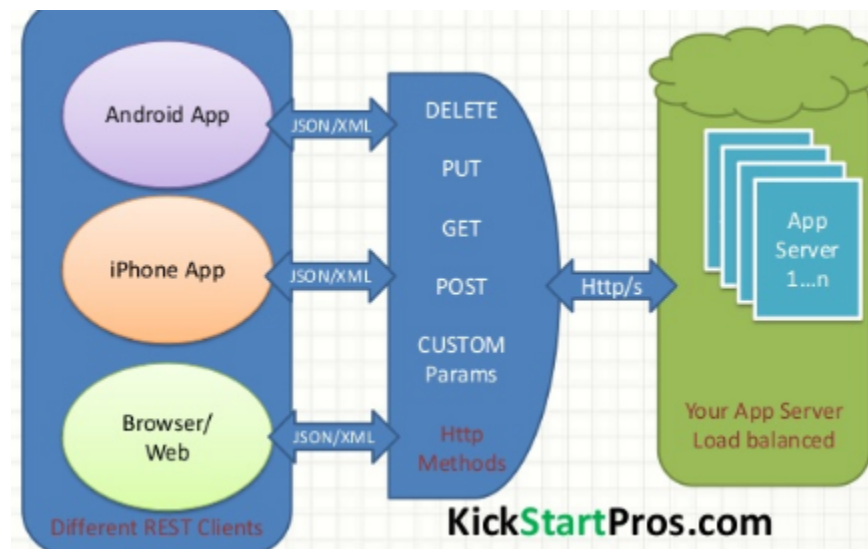 Android App
JSON/XML
iPhone App
JSON/XML
Browser/
Web
JSON/XML
Different REST Clients
DELETE
PUT
GET
POST
CUSTOM
Params
Http
Methods
Http/s
App
Server
1...n
Your App Server
Load balanced
KickStartPros.com